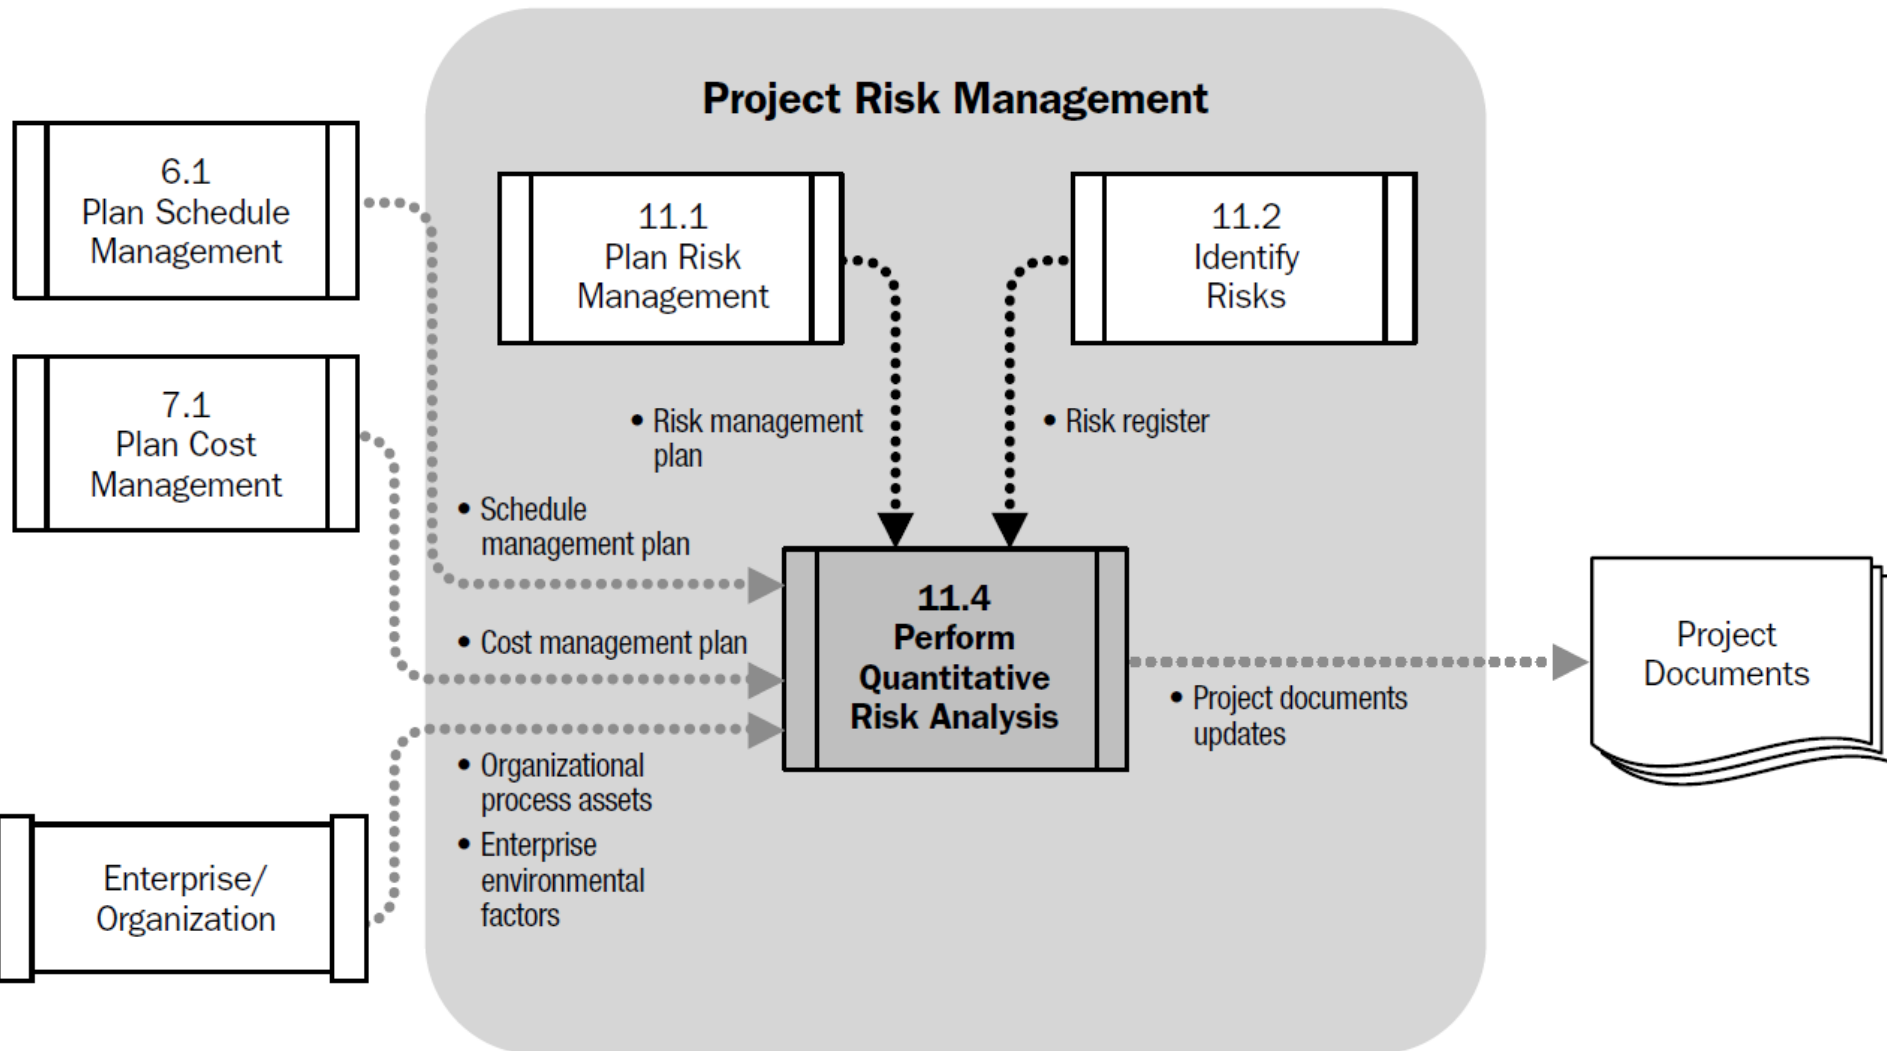 Project Risk Management
6.1
Plan Schedule
Management
11.1
Plan Risk
Management
11.2
Identify
Risks
7.1
Plan Cost
Management
• Risk management
plan
• Risk register
• Schedule
management plan
• Cost management plan
11.4
Perform
Quantitative
Risk Analysis
• Project documents
updates
Project
Documents
• Organizational
process assets
• Enterprise
environmental
factors
Enterprise/
Organization